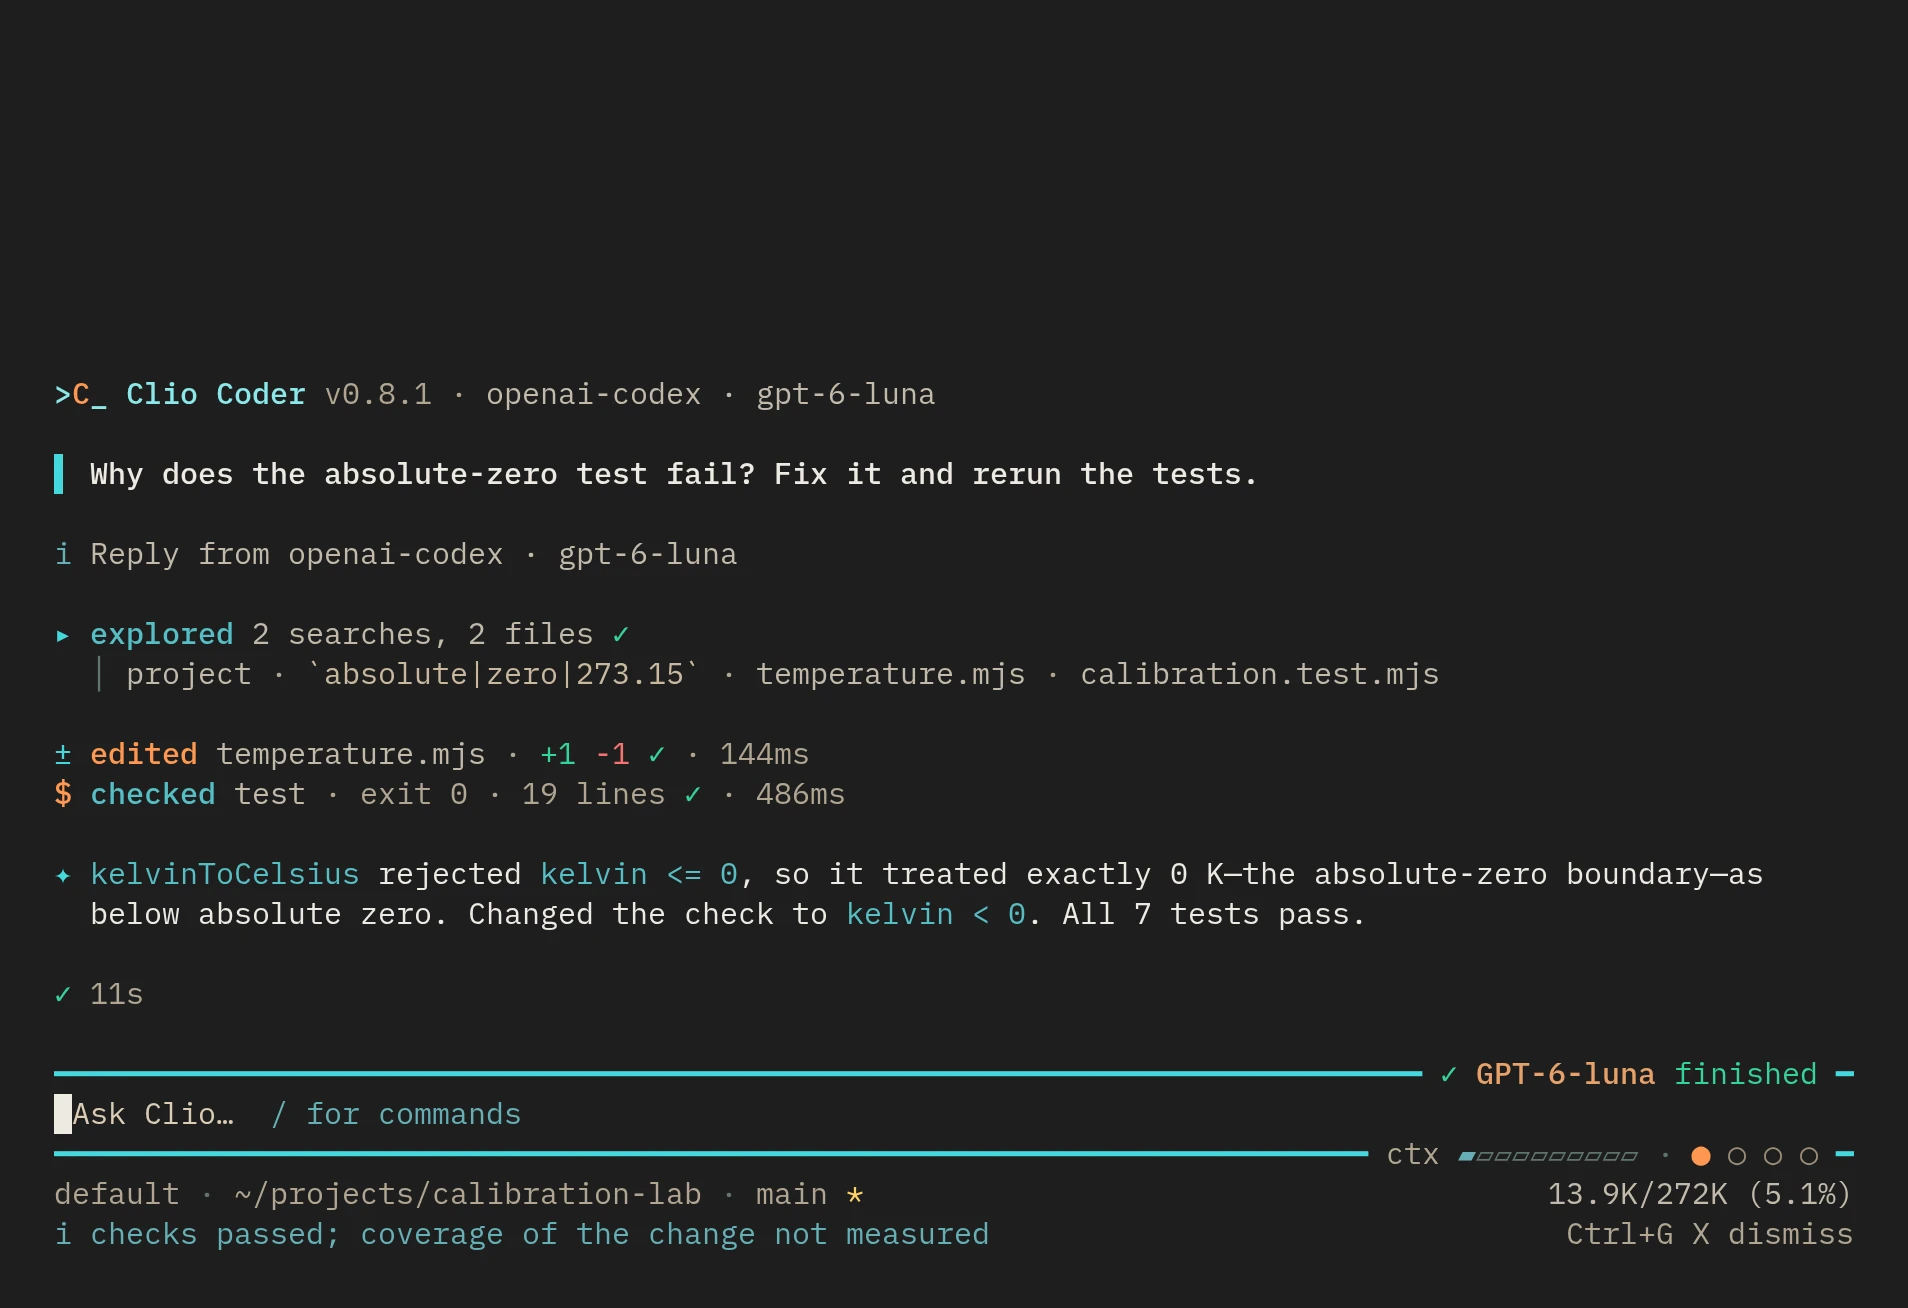 >C_ Clio Coder v0.8.1 · openai-codex · gpt-6-luna
Why does the absolute-zero test fail? Fix it and rerun the tests.
i Reply from openai-codex · gpt-6-luna
▸ explored 2 searches, 2 files ✓
│ project · `absolute|zero|273.15` · temperature.mjs · calibration.test.mjs
± edited temperature.mjs · +1 -1 ✓ · 144ms
$ checked test · exit 0 · 19 lines ✓ · 486ms
✦ kelvinToCelsius rejected kelvin <= 0, so it treated exactly 0 K—the absolute-zero boundary—as
below absolute zero. Changed the check to kelvin < 0. All 7 tests pass.
✓ 11s
✓ GPT-6-luna finished
Ask Clio… / for commands
ctx ▰▱▱▱▱▱▱▱▱▱ · ● ○ ○ ○
default · ~/projects/calibration-lab · main * 13.9K/272K (5.1%)
i checks passed; coverage of the change not measured Ctrl+G X dismiss